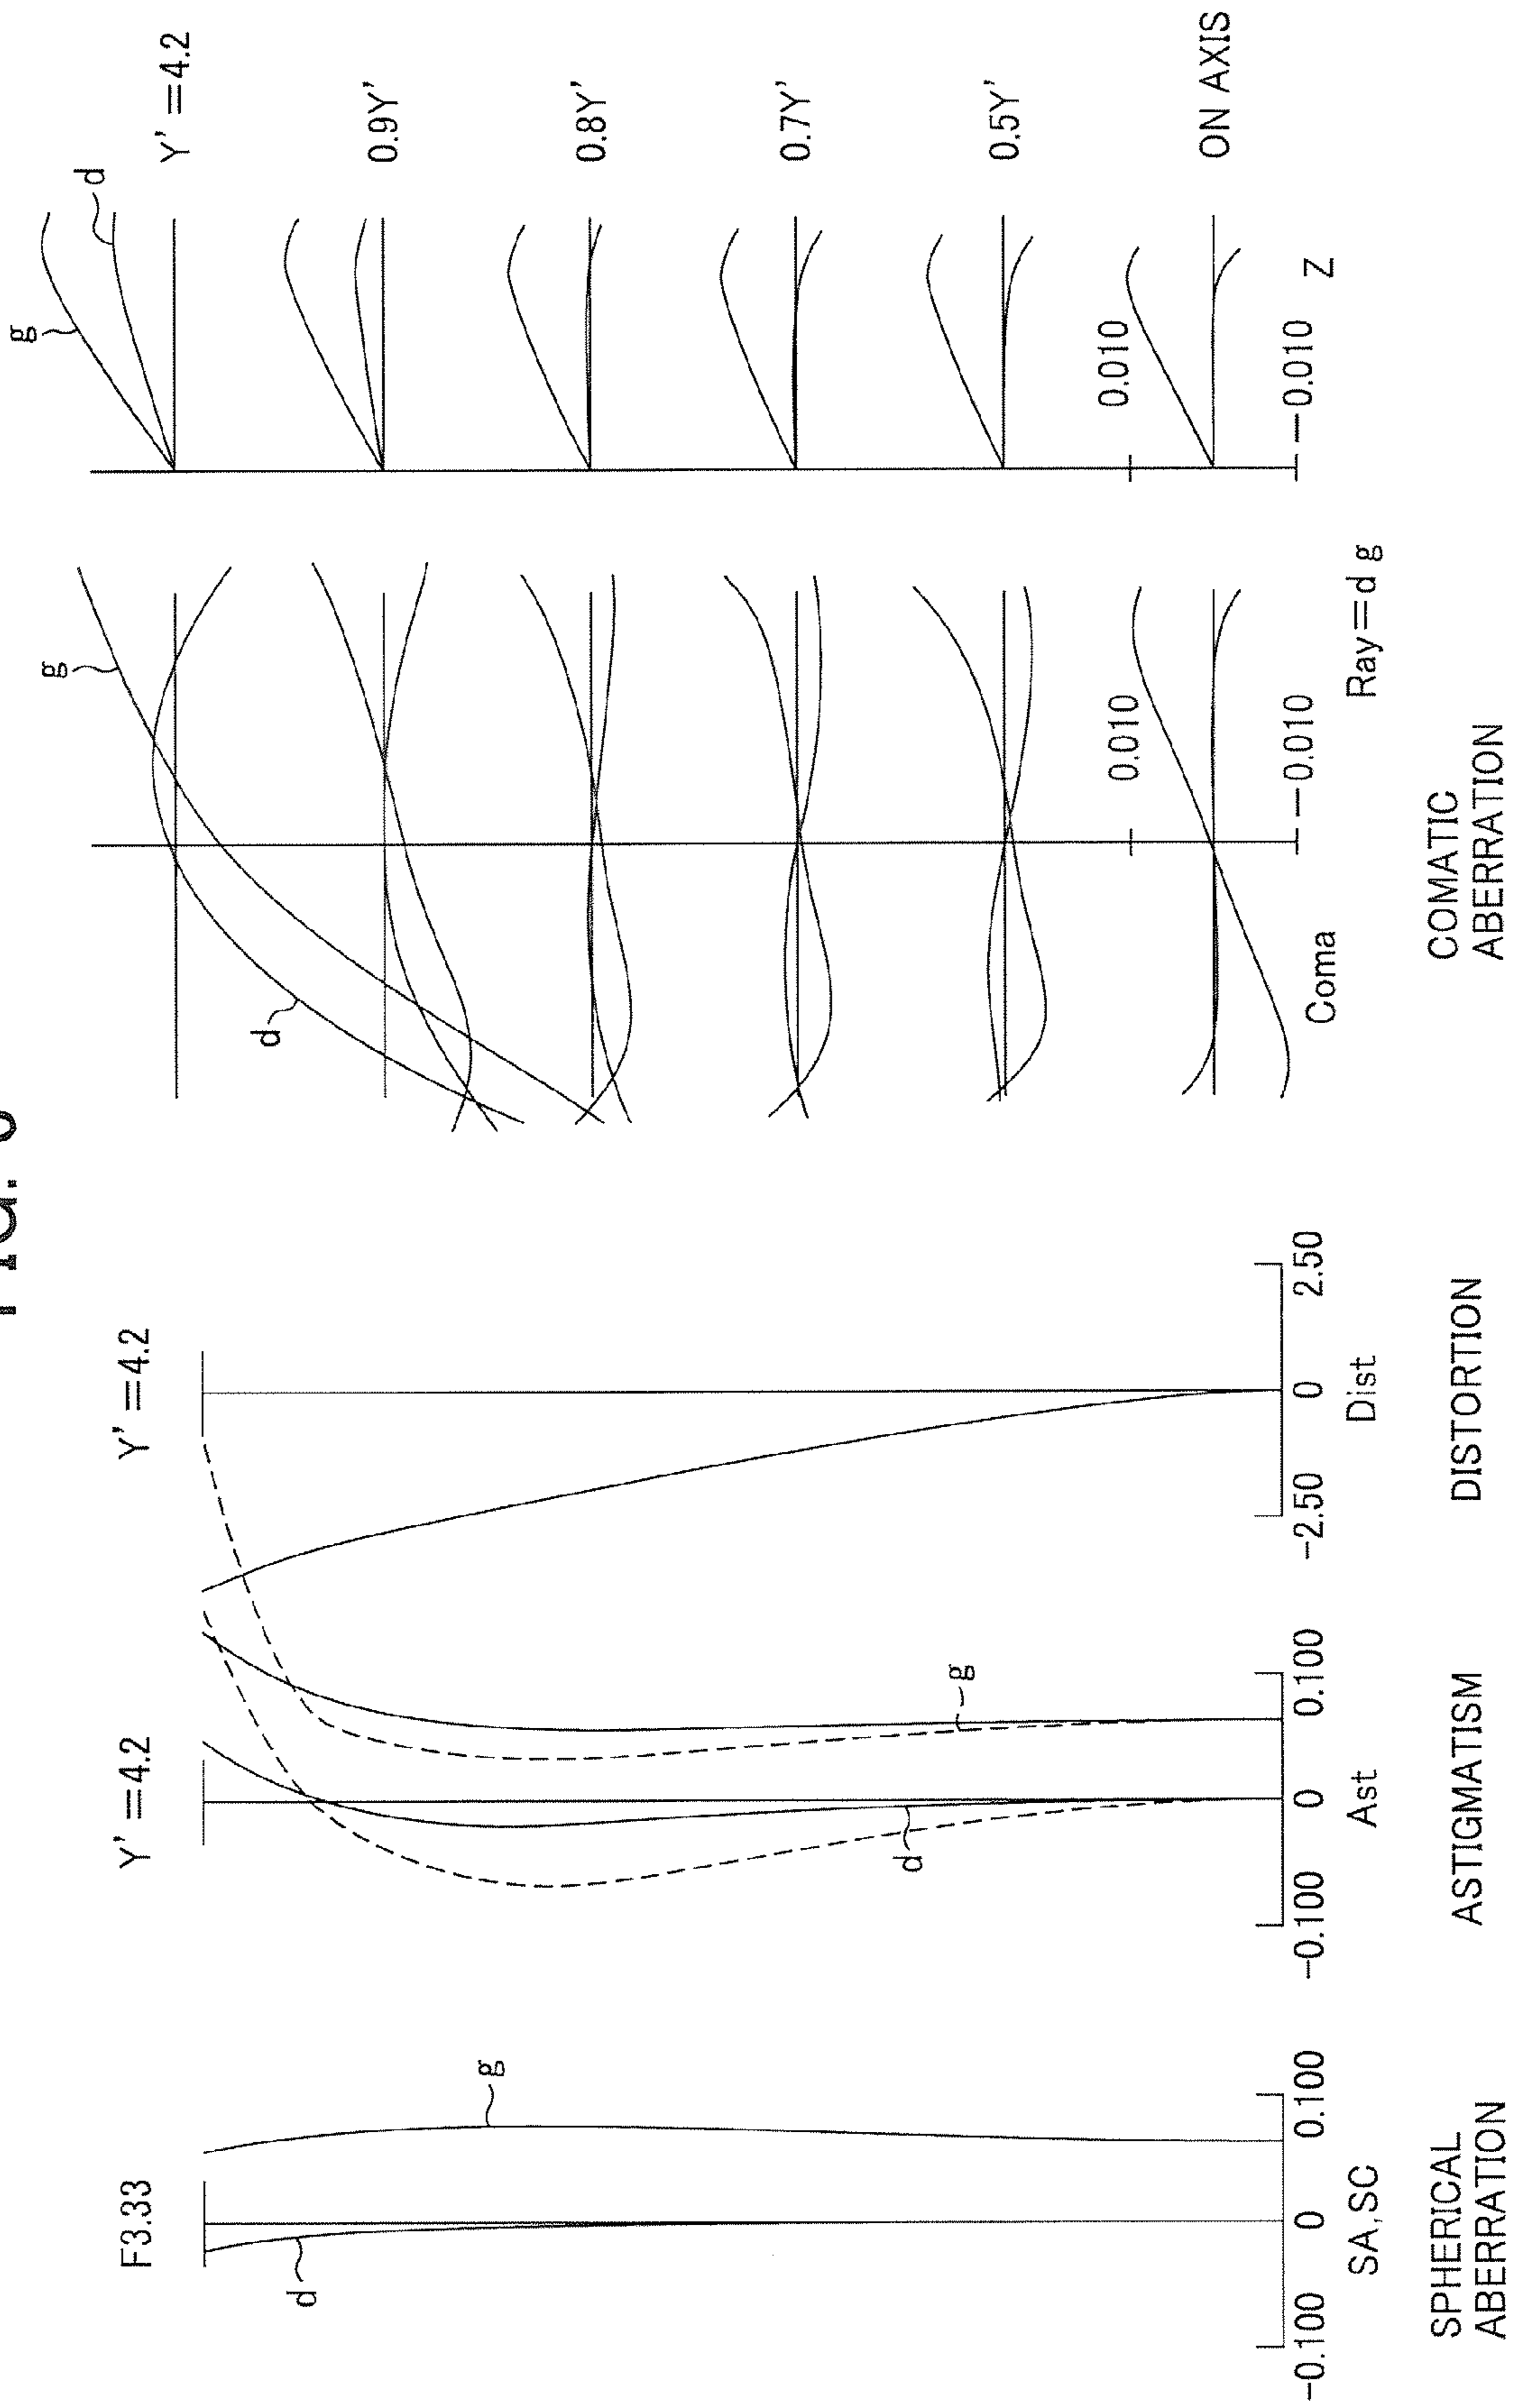 F3.33
d
g
-0.100
0
0.100
SA,SC
SPHERICAL
ABERRATION
Y'=4.2
d
g
-0.100
0
0.100
Ast
ASTIGMATISM
Y'=4.2
-2.50
0
2.50
Dist
DISTORTION
d
g
g
d
Y'=4.2
0.9Y'
0.8Y'
0.7Y'
0.5Y'
0.010
0.010
ON AXIS
-0.010
-0.010
Coma
Z
Ray=d g
COMATIC
ABERRATION